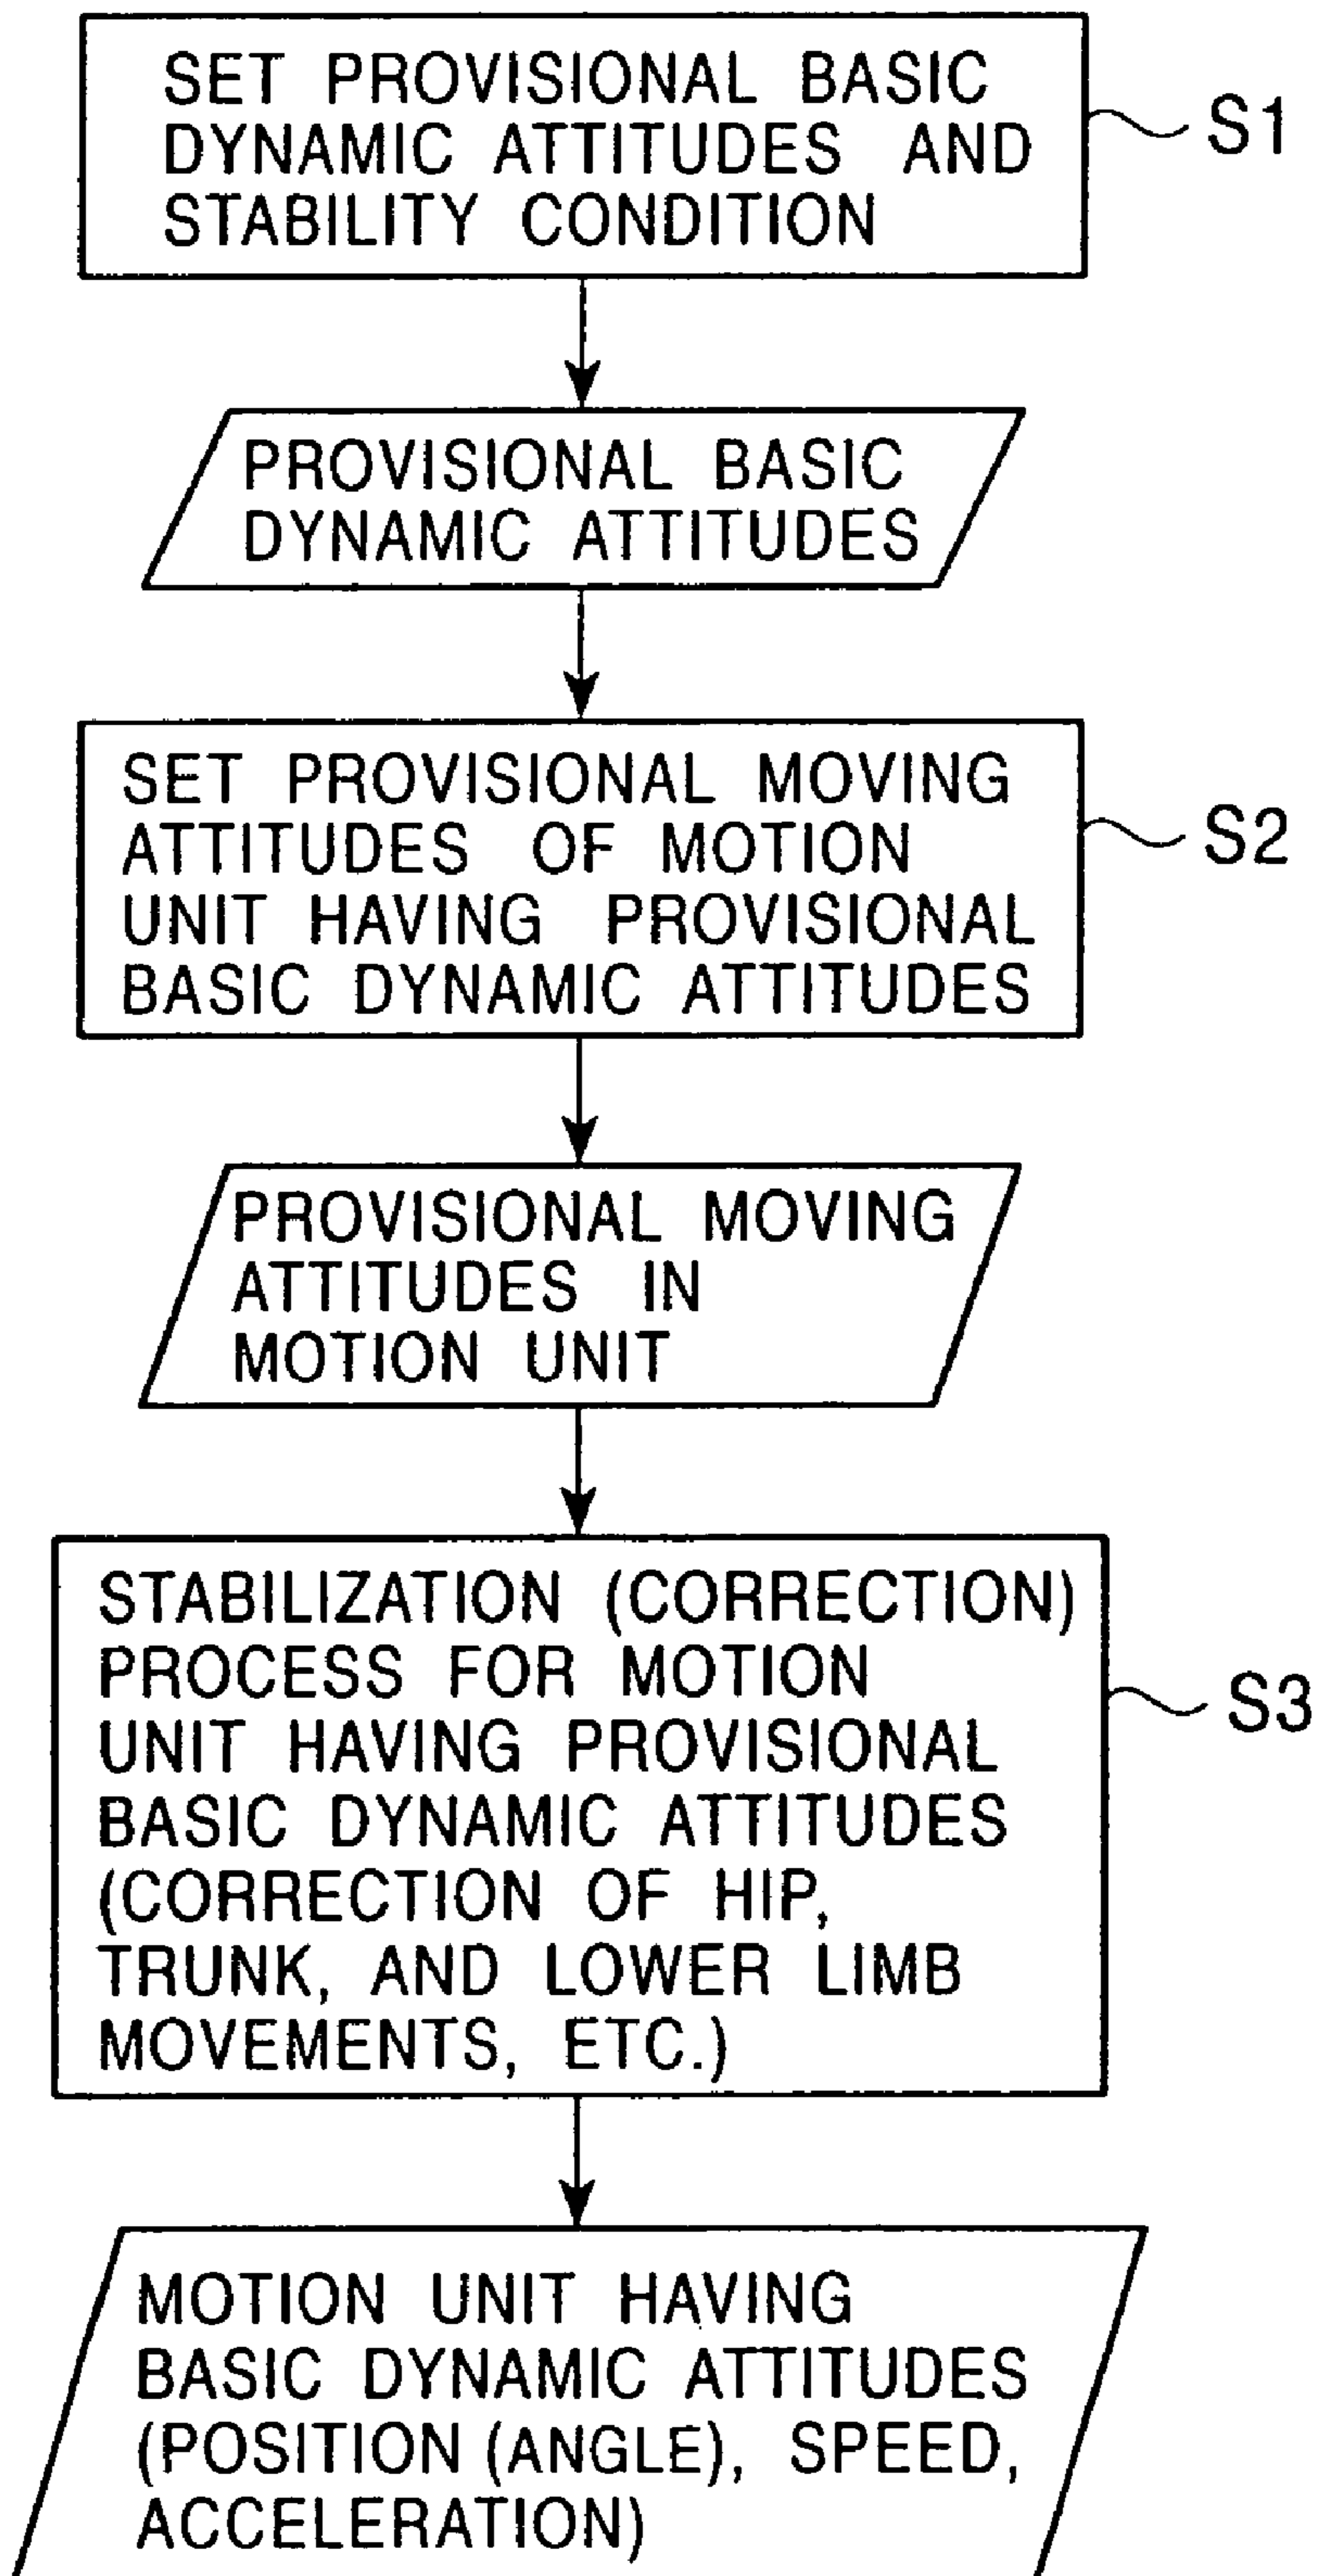 SET PROVISIONAL BASIC
DYNAMIC ATTITUDES AND
STABILITY CONDITION
S1
PROVISIONAL BASIC
DYNAMIC ATTITUDES
SET PROVISIONAL MOVING
ATTITUDES OF MOTION
UNIT HAVING PROVISIONAL
BASIC DYNAMIC ATTITUDES
S2
PROVISIONAL MOVING
ATTITUDES IN
MOTION UNIT
STABILIZATION (CORRECTION)
PROCESS FOR MOTION
UNIT HAVING PROVISIONAL
BASIC DYNAMIC ATTITUDES
(CORRECTION OF HIP,
TRUNK, AND LOWER LIMB
MOVEMENTS, ETC.)
S3
MOTION UNIT HAVING
BASIC DYNAMIC ATTITUDES
(POSITION (ANGLE), SPEED,
ACCELERATION)